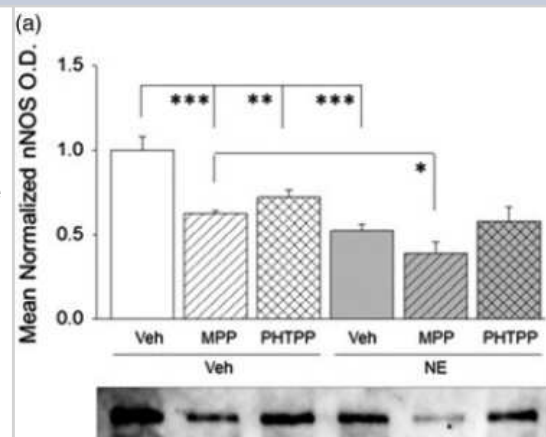 (a)
Mean Normalized nNOS O.D.
1.5
*** ** ***
1.0
*
0.5
0.0
Veh MPP PHTPP Veh MPP PHTPP
Veh NE